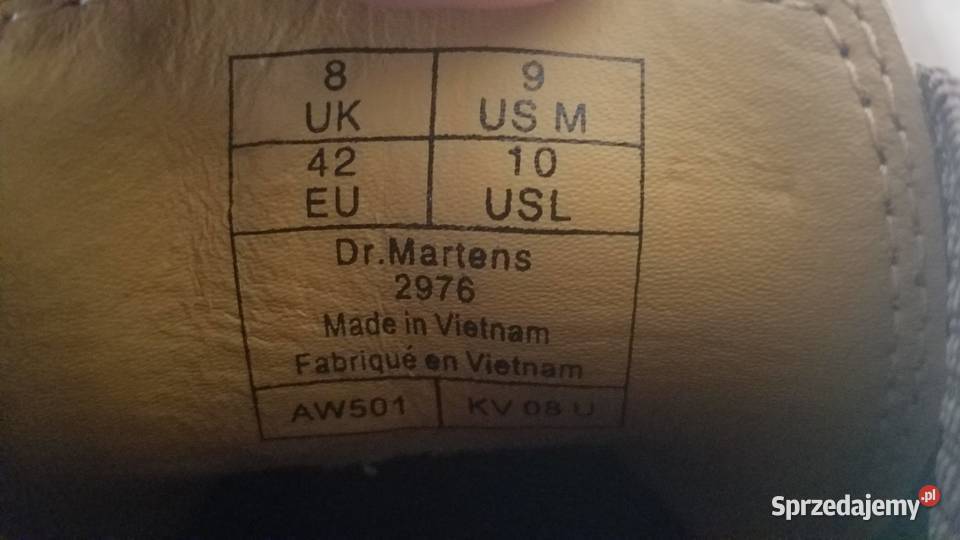 8
UK
9
US M
42
EU
10
USL
Dr.Martens
2976
Made in Vietnam
Fabriqué en Vietnam
AW501
KV 08 U
Sprzedajemy.pl